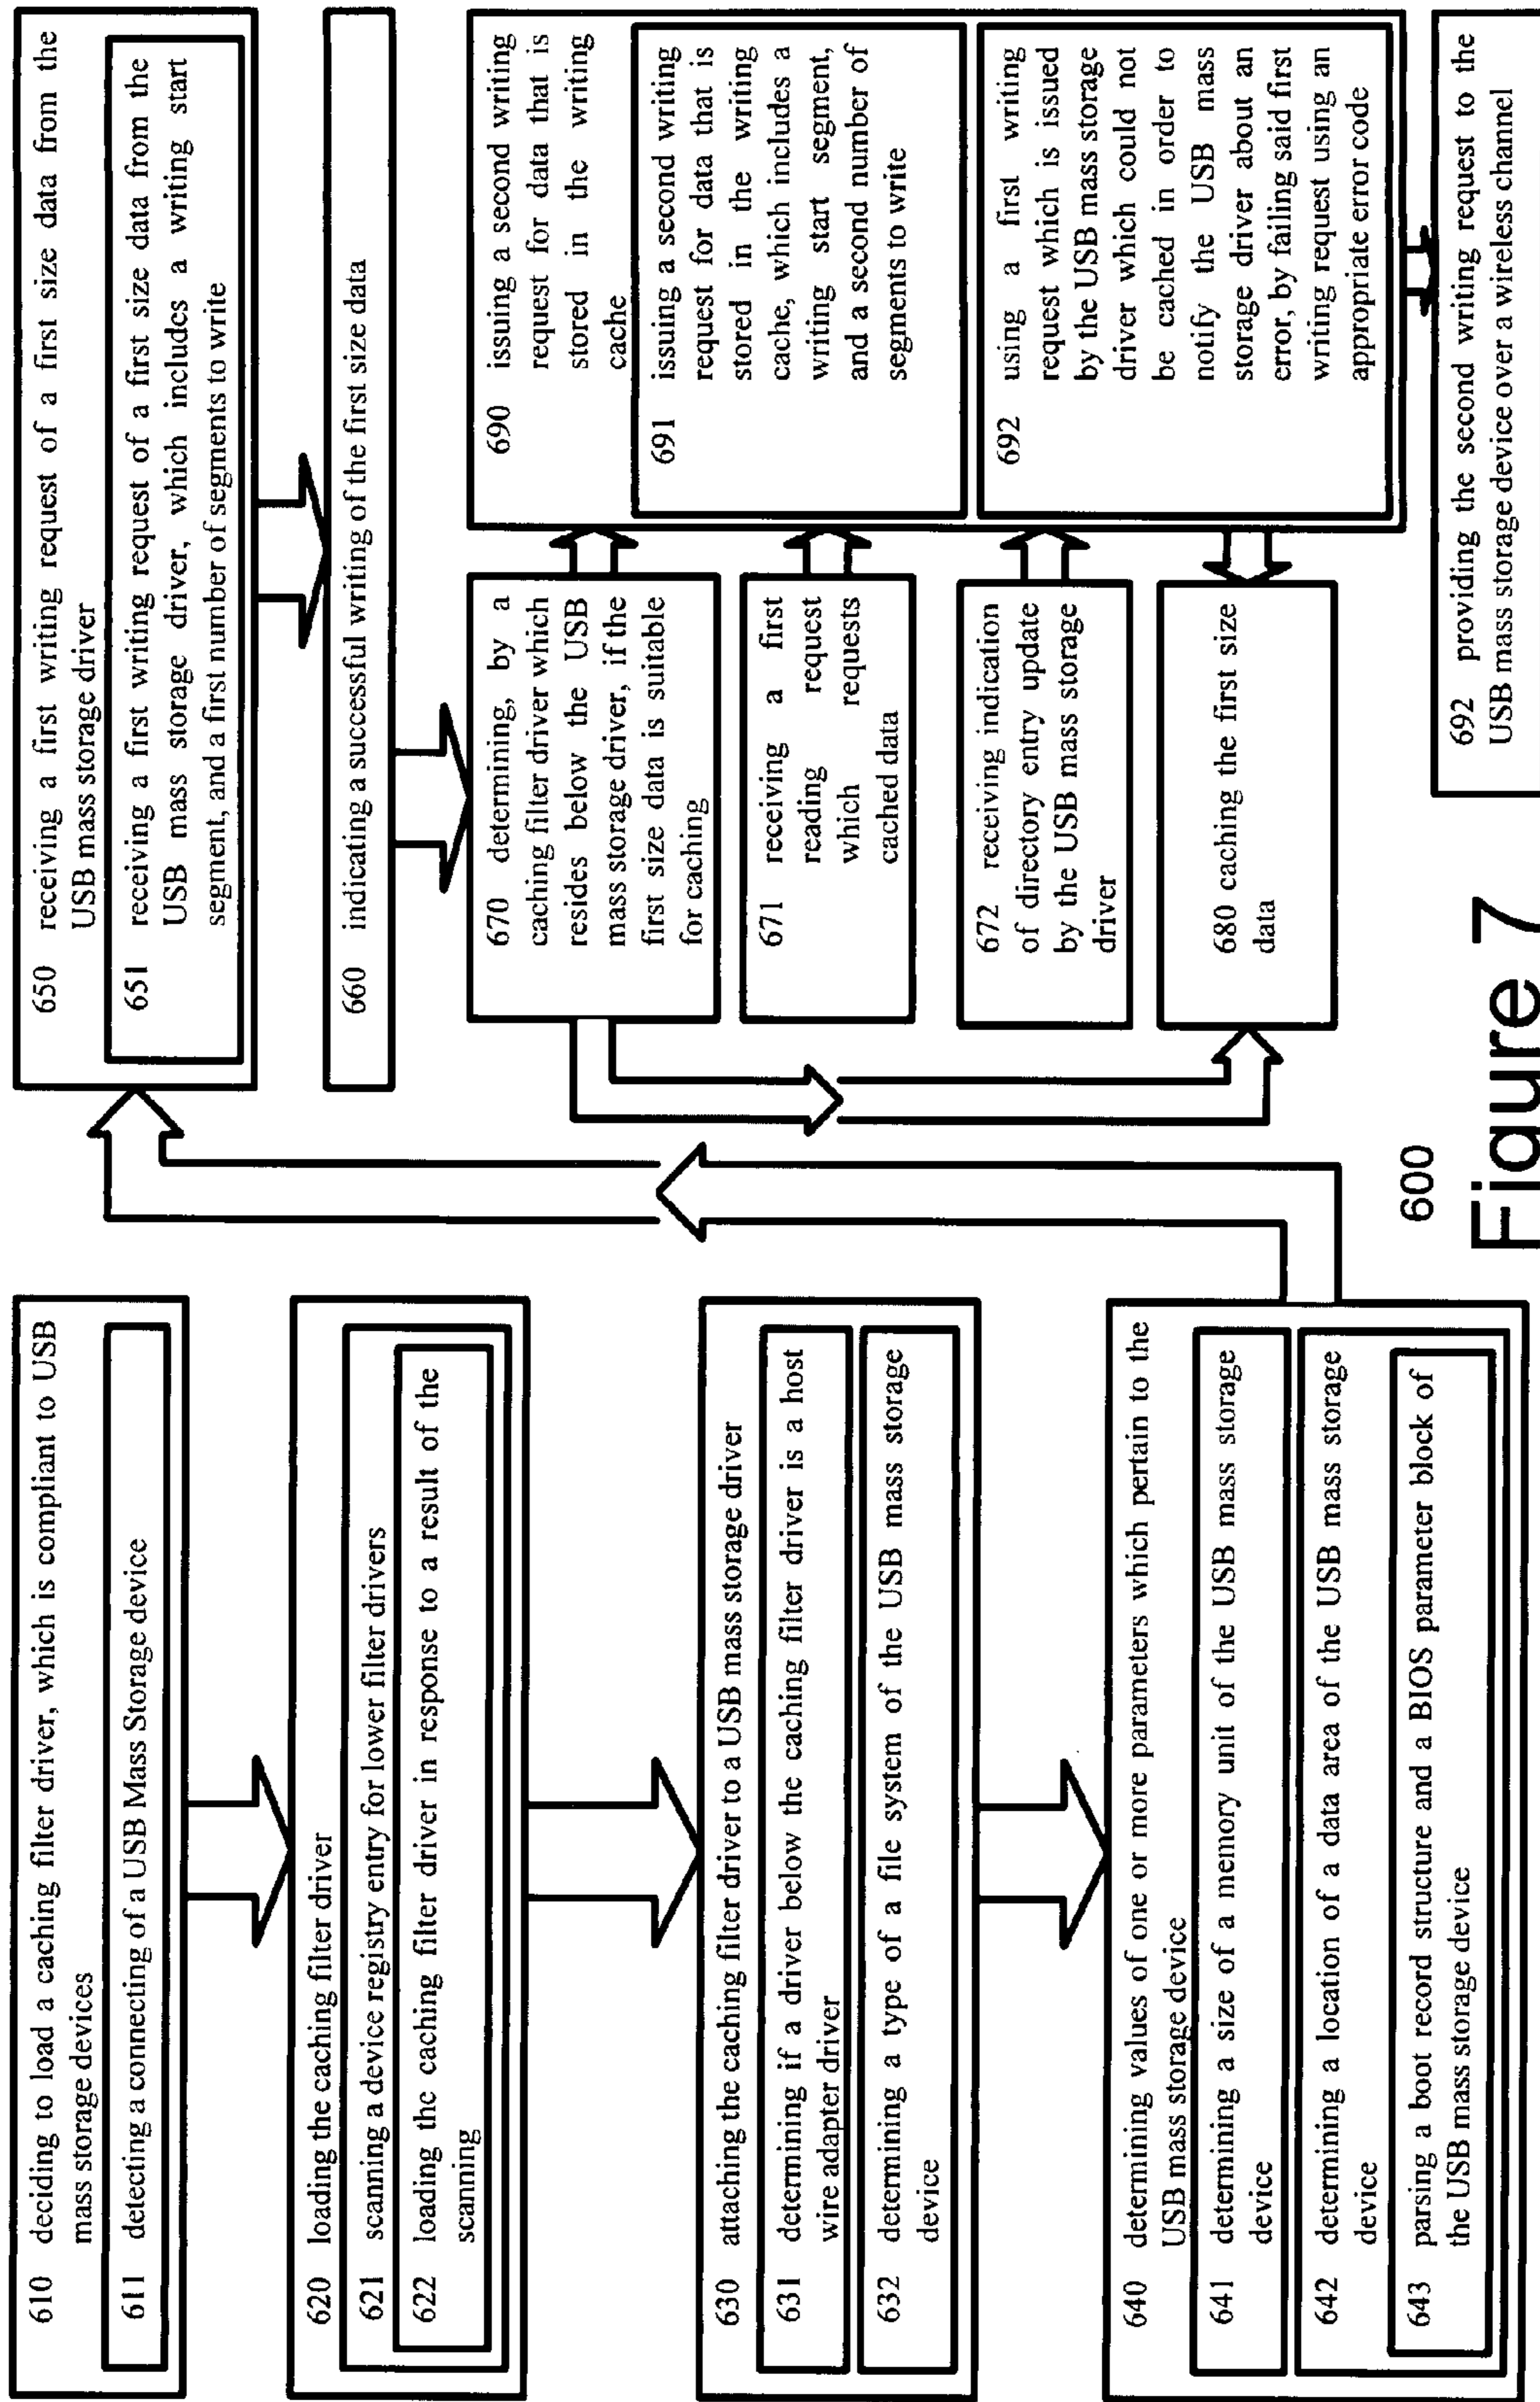 610 deciding to load a caching filter driver, which is compliant to USB
mass storage devices
611 detecting a connecting of a USB Mass Storage device
620 loading the caching filter driver
621 scanning a device registry entry for lower filter drivers
622 loading the caching filter driver in response to a result of the
scanning
630 attaching the caching filter driver to a USB mass storage driver
631 determining if a driver below the caching filter driver is a host
wire adapter driver
632 determining a type of a file system of the USB mass storage
device
640 determining values of one or more parameters which pertain to the
USB mass storage device
641 determining a size of a memory unit of the USB mass storage
device
642 determining a location of a data area of the USB mass storage
device
643 parsing a boot record structure and a BIOS parameter block of
the USB mass storage device
650 receiving a first writing request of a first size data from the
USB mass storage driver
651 receiving a first writing request of a first size data from the
USB mass storage driver, which includes a writing start
segment, and a first number of segments to write
660 indicating a successful writing of the first size data
670 determining, by a
caching filter driver which
resides below the USB
mass storage driver, if the
first size data is suitable
for caching
671 receiving a first
reading request
which requests
cached data
672 receiving indication
of directory entry update
by the USB mass storage
driver
680 caching the first size
data
690 issuing a second writing
request for data that is
stored in the writing
cache
691 issuing a second writing
request for data that is
stored in the writing
cache, which includes a
writing start segment,
and a second number of
segments to write
692 using a first writing
request which is issued
by the USB mass storage
driver which could not
be cached in order to
notify the USB mass
storage driver about an
error, by failing said first
writing request using an
appropriate error code
692 providing the second writing request to the
USB mass storage device over a wireless channel
600
Figure 7